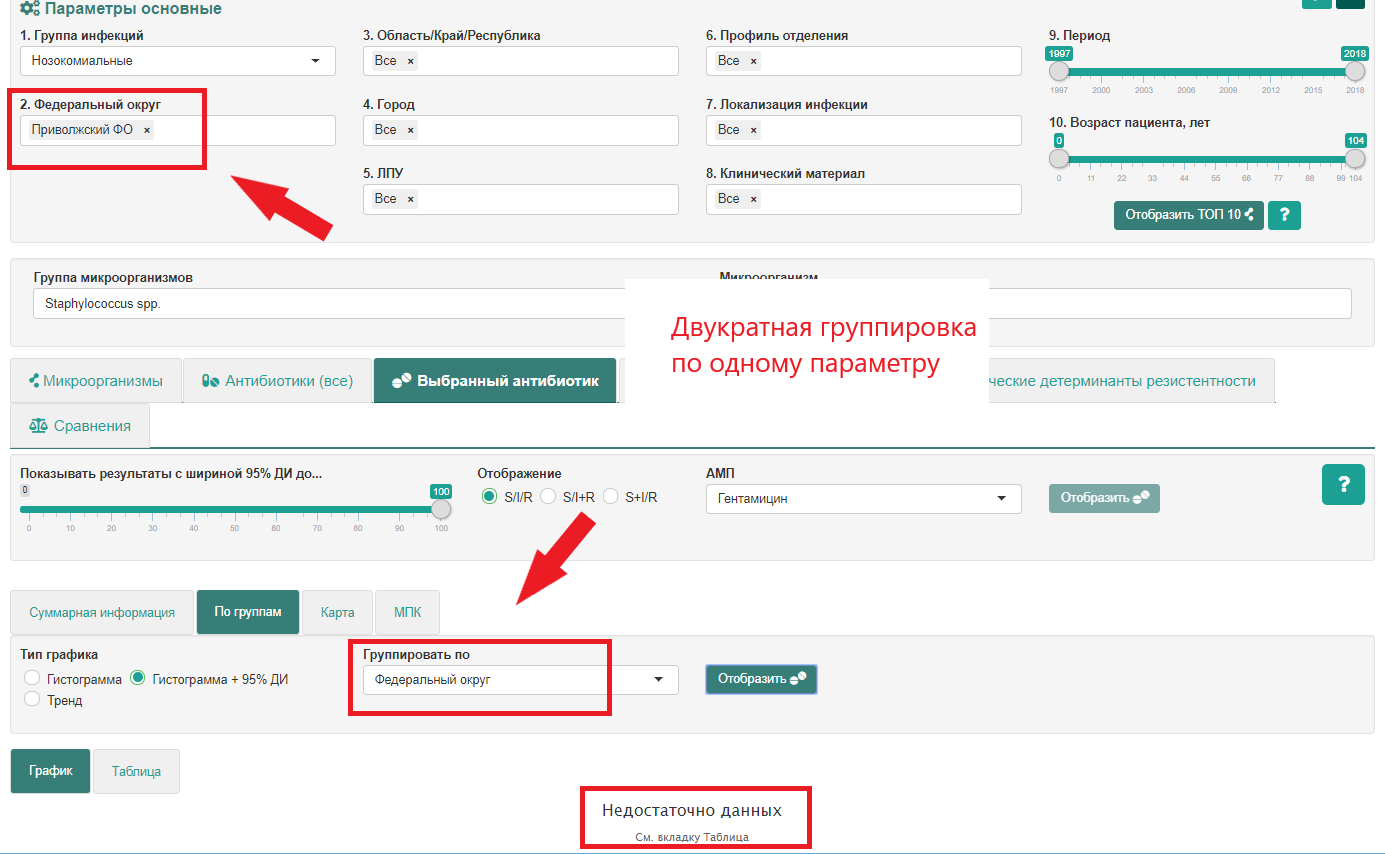 Параметры основные
1. Группа инфекций
Нозокомиальные
2. Федеральный округ
Приволжский ФО ×
3. Область/Край/Республика
Все ×
4. Город
Все ×
5. ЛПУ
Все ×
6. Профиль отделения
Все ×
7. Локализация инфекции
Все ×
8. Клинический материал
Все ×
9. Период
1997 2018
1997 2000 2003 2006 2009 2012 2015 2018
10. Возраст пациента, лет
0 104
0 11 22 33 44 55 66 77 88 99 104
Отобразить ТОП 10
?
Группа микроорганизмов
Staphylococcus spp.
Микроорганизм
Двукратная группировка
по одному параметру
Микроорганизмы
Антибиотики (все)
Выбранный антибиотик
ческие детерминанты резистентности
Сравнения
Показывать результаты с шириной 95% ДИ до...
0 100
0 10 20 30 40 50 60 70 80 90 100
Отображение
S/I/R S/I+R S+I/R
АМП
Гентамицин
Отобразить
?
Суммарная информация
По группам
Карта
МПК
Тип графика
Гистограмма Гистограмма + 95% ДИ
Тренд
Группировать по
Федеральный округ
Отобразить
График
Таблица
Недостаточно данных
См. вкладку Таблица